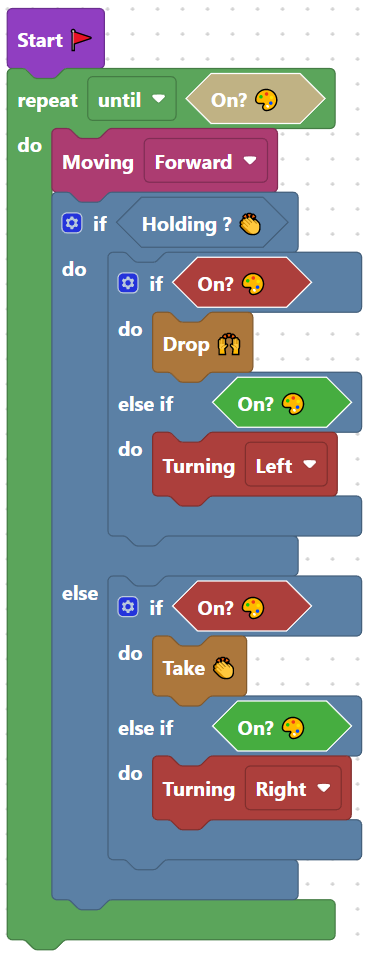 Start
repeat until On?
do
Moving Forward
if Holding ?
do
if On?
do
Drop
else if On?
do
Turning Left
else
if On?
do
Take
else if On?
do
Turning Right